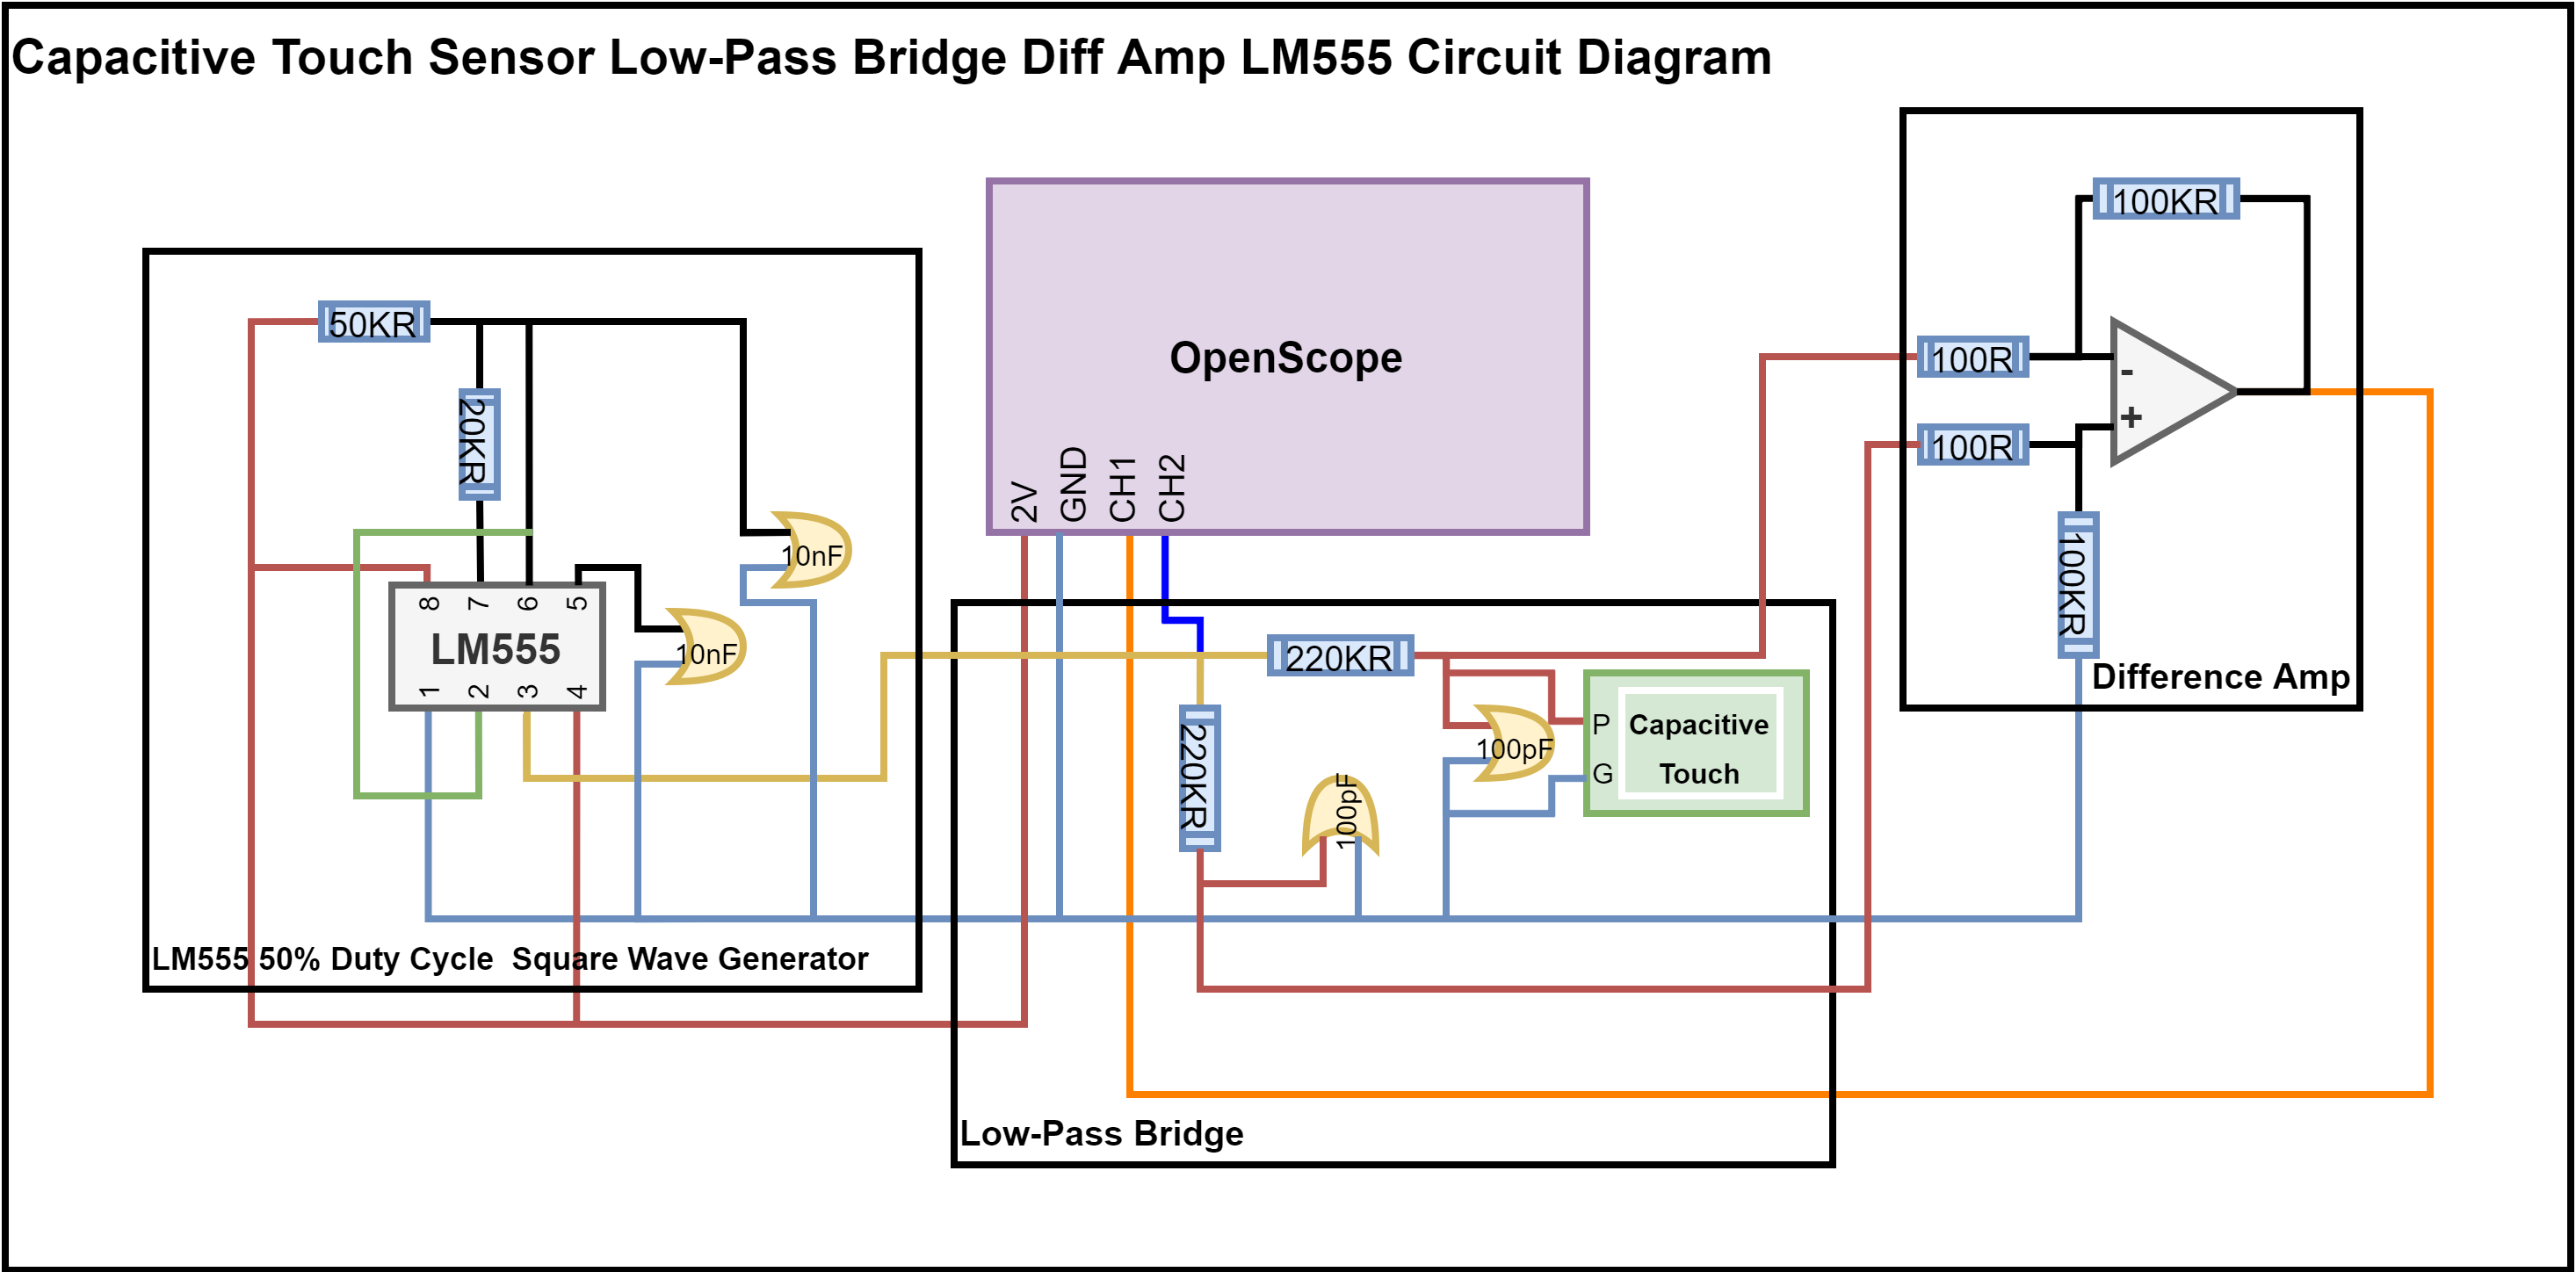 Capacitive Touch Sensor Low-Pass Bridge Diff Amp LM555 Circuit Diagram
50KR
20KR
10nF
10nF
8 7 6 5
LM555
1 2 3 4
LM555 50% Duty Cycle Square Wave Generator
OpenScope
2V GND CH1 CH2
220KR
220KR
100pF
100pF
P
G
Capacitive
Touch
Low-Pass Bridge
100KR
100R
100R
-
+
100KR
Difference Amp